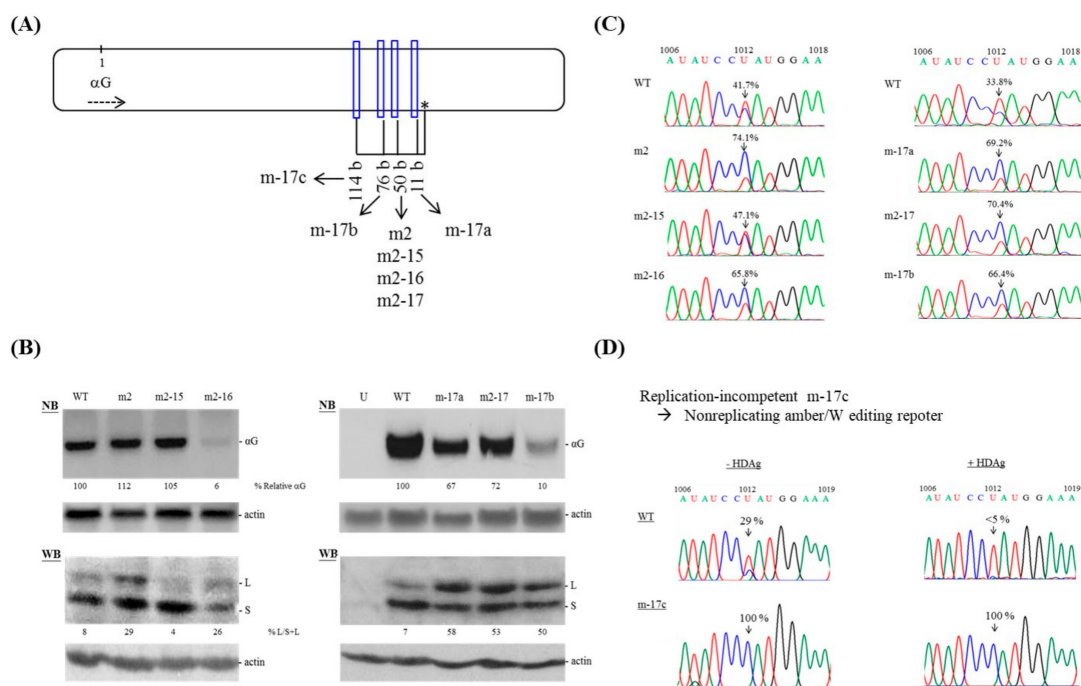 (A)
1
αG
*
114 b
76 b
50 b
11 b
m-17c
m-17b
m2
m2-15
m2-16
m2-17
m-17a
(B)
NB
WT m2 m2-15 m2-16
αG
100 112 105 6 % Relative αG
actin
WB
L
S
8 29 4 26 % L/S+L
actin
U WT m-17a m2-17 m-17b
NB
αG
100 67 72 10
actin
WB
L
S
7 58 53 50
actin
(C)
1006 1012 1018
A U A U C C U A U G G A A
WT
41.7%
m2
74.1%
m2-15
47.1%
m2-16
65.8%
1006 1012 1018
A U A U C C U A U G G A A
WT
33.8%
m-17a
69.2%
m2-17
70.4%
m-17b
66.4%
(D)
Replication-incompetent m-17c
→ Nonreplicating amber/W editing repoter
- HDAg
1006 1012 1019
A U A U C C U A U G G A A A
WT
29 %
m-17c
100 %
+ HDAg
1006 1012 1019
A U A U C C U A U G G A A A
<5 %
100 %